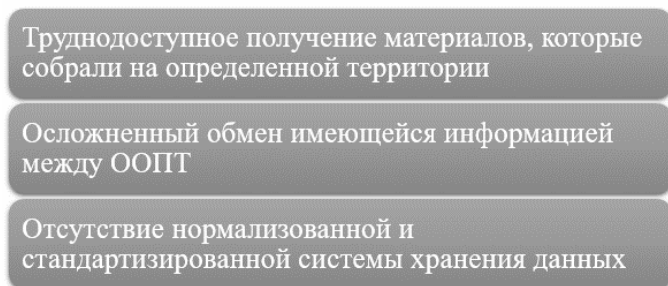 Труднодоступное получение материалов, которые
собрали на определенной территории
Осложненный обмен имеющейся информацией
между ООПТ
Отсутствие нормализованной и
стандартизированной системы хранения данных